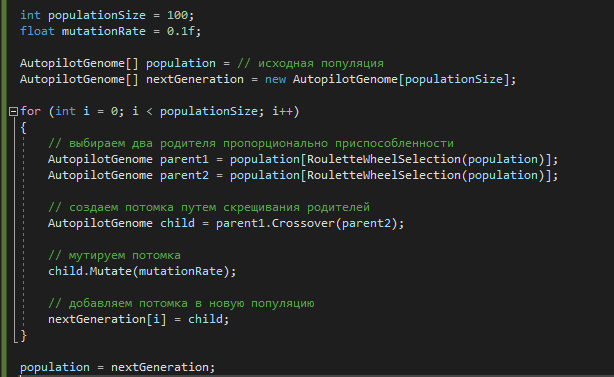 int populationSize = 100;
float mutationRate = 0.1f;
AutopilotGenome[] population = // исходная популяция
AutopilotGenome[] nextGeneration = new AutopilotGenome[populationSize];
for (int i = 0; i < populationSize; i++)
{
// выбираем два родителя пропорционально приспособленности
AutopilotGenome parent1 = population[RouletteWheelSelection(population)];
AutopilotGenome parent2 = population[RouletteWheelSelection(population)];
// создаем потомка путем скрещивания родителей
AutopilotGenome child = parent1.Crossover(parent2);
// мутируем потомка
child.Mutate(mutationRate);
// добавляем потомка в новую популяцию
nextGeneration[i] = child;
}
population = nextGeneration;